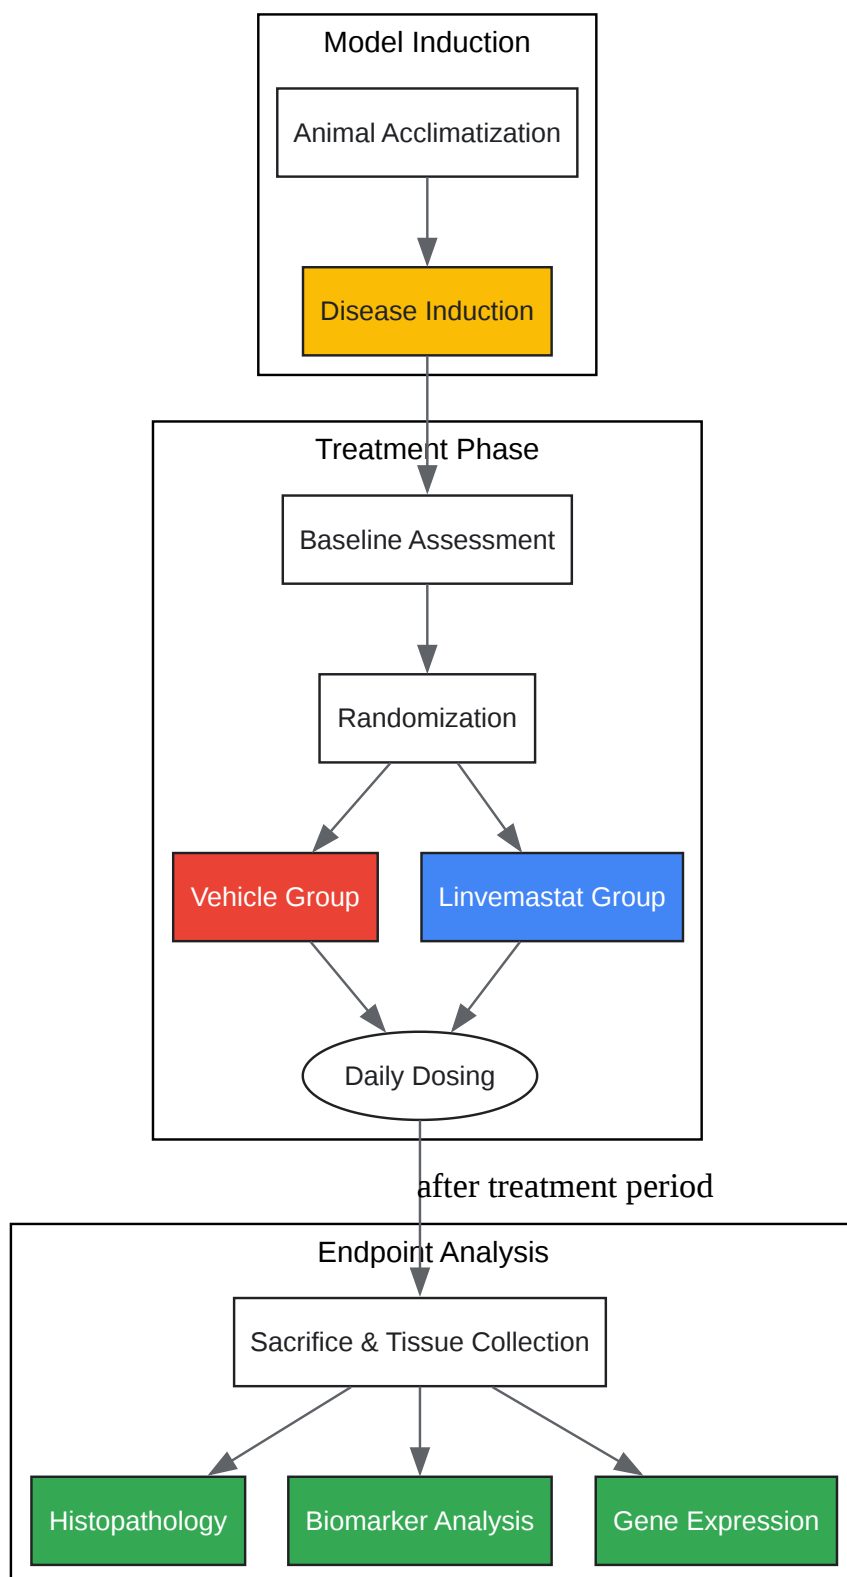 Model Induction
Animal Acclimatization
Disease Induction
Treatment Phase
Baseline Assessment
Randomization
Vehicle Group
Linvemastat Group
Daily Dosing
after treatment period
Endpoint Analysis
Sacrifice & Tissue Collection
Histopathology
Biomarker Analysis
Gene Expression